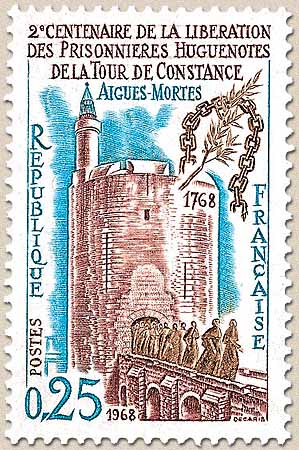 2ᵉ CENTENAIRE DE LA LIBERATION
DES PRISONNIERES HUGUENOTES
DE LA TOUR DE CONSTANCE
AIGUES-MORTES
1768
REPUBLIQUE
FRANÇAISE
POSTES
0,25
1968
DECARIS